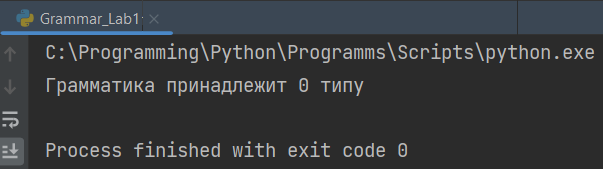 Grammar_Lab1
C:\Programming\Python\Programms\Scripts\python.exe
Грамматика принадлежит 0 типу
Process finished with exit code 0